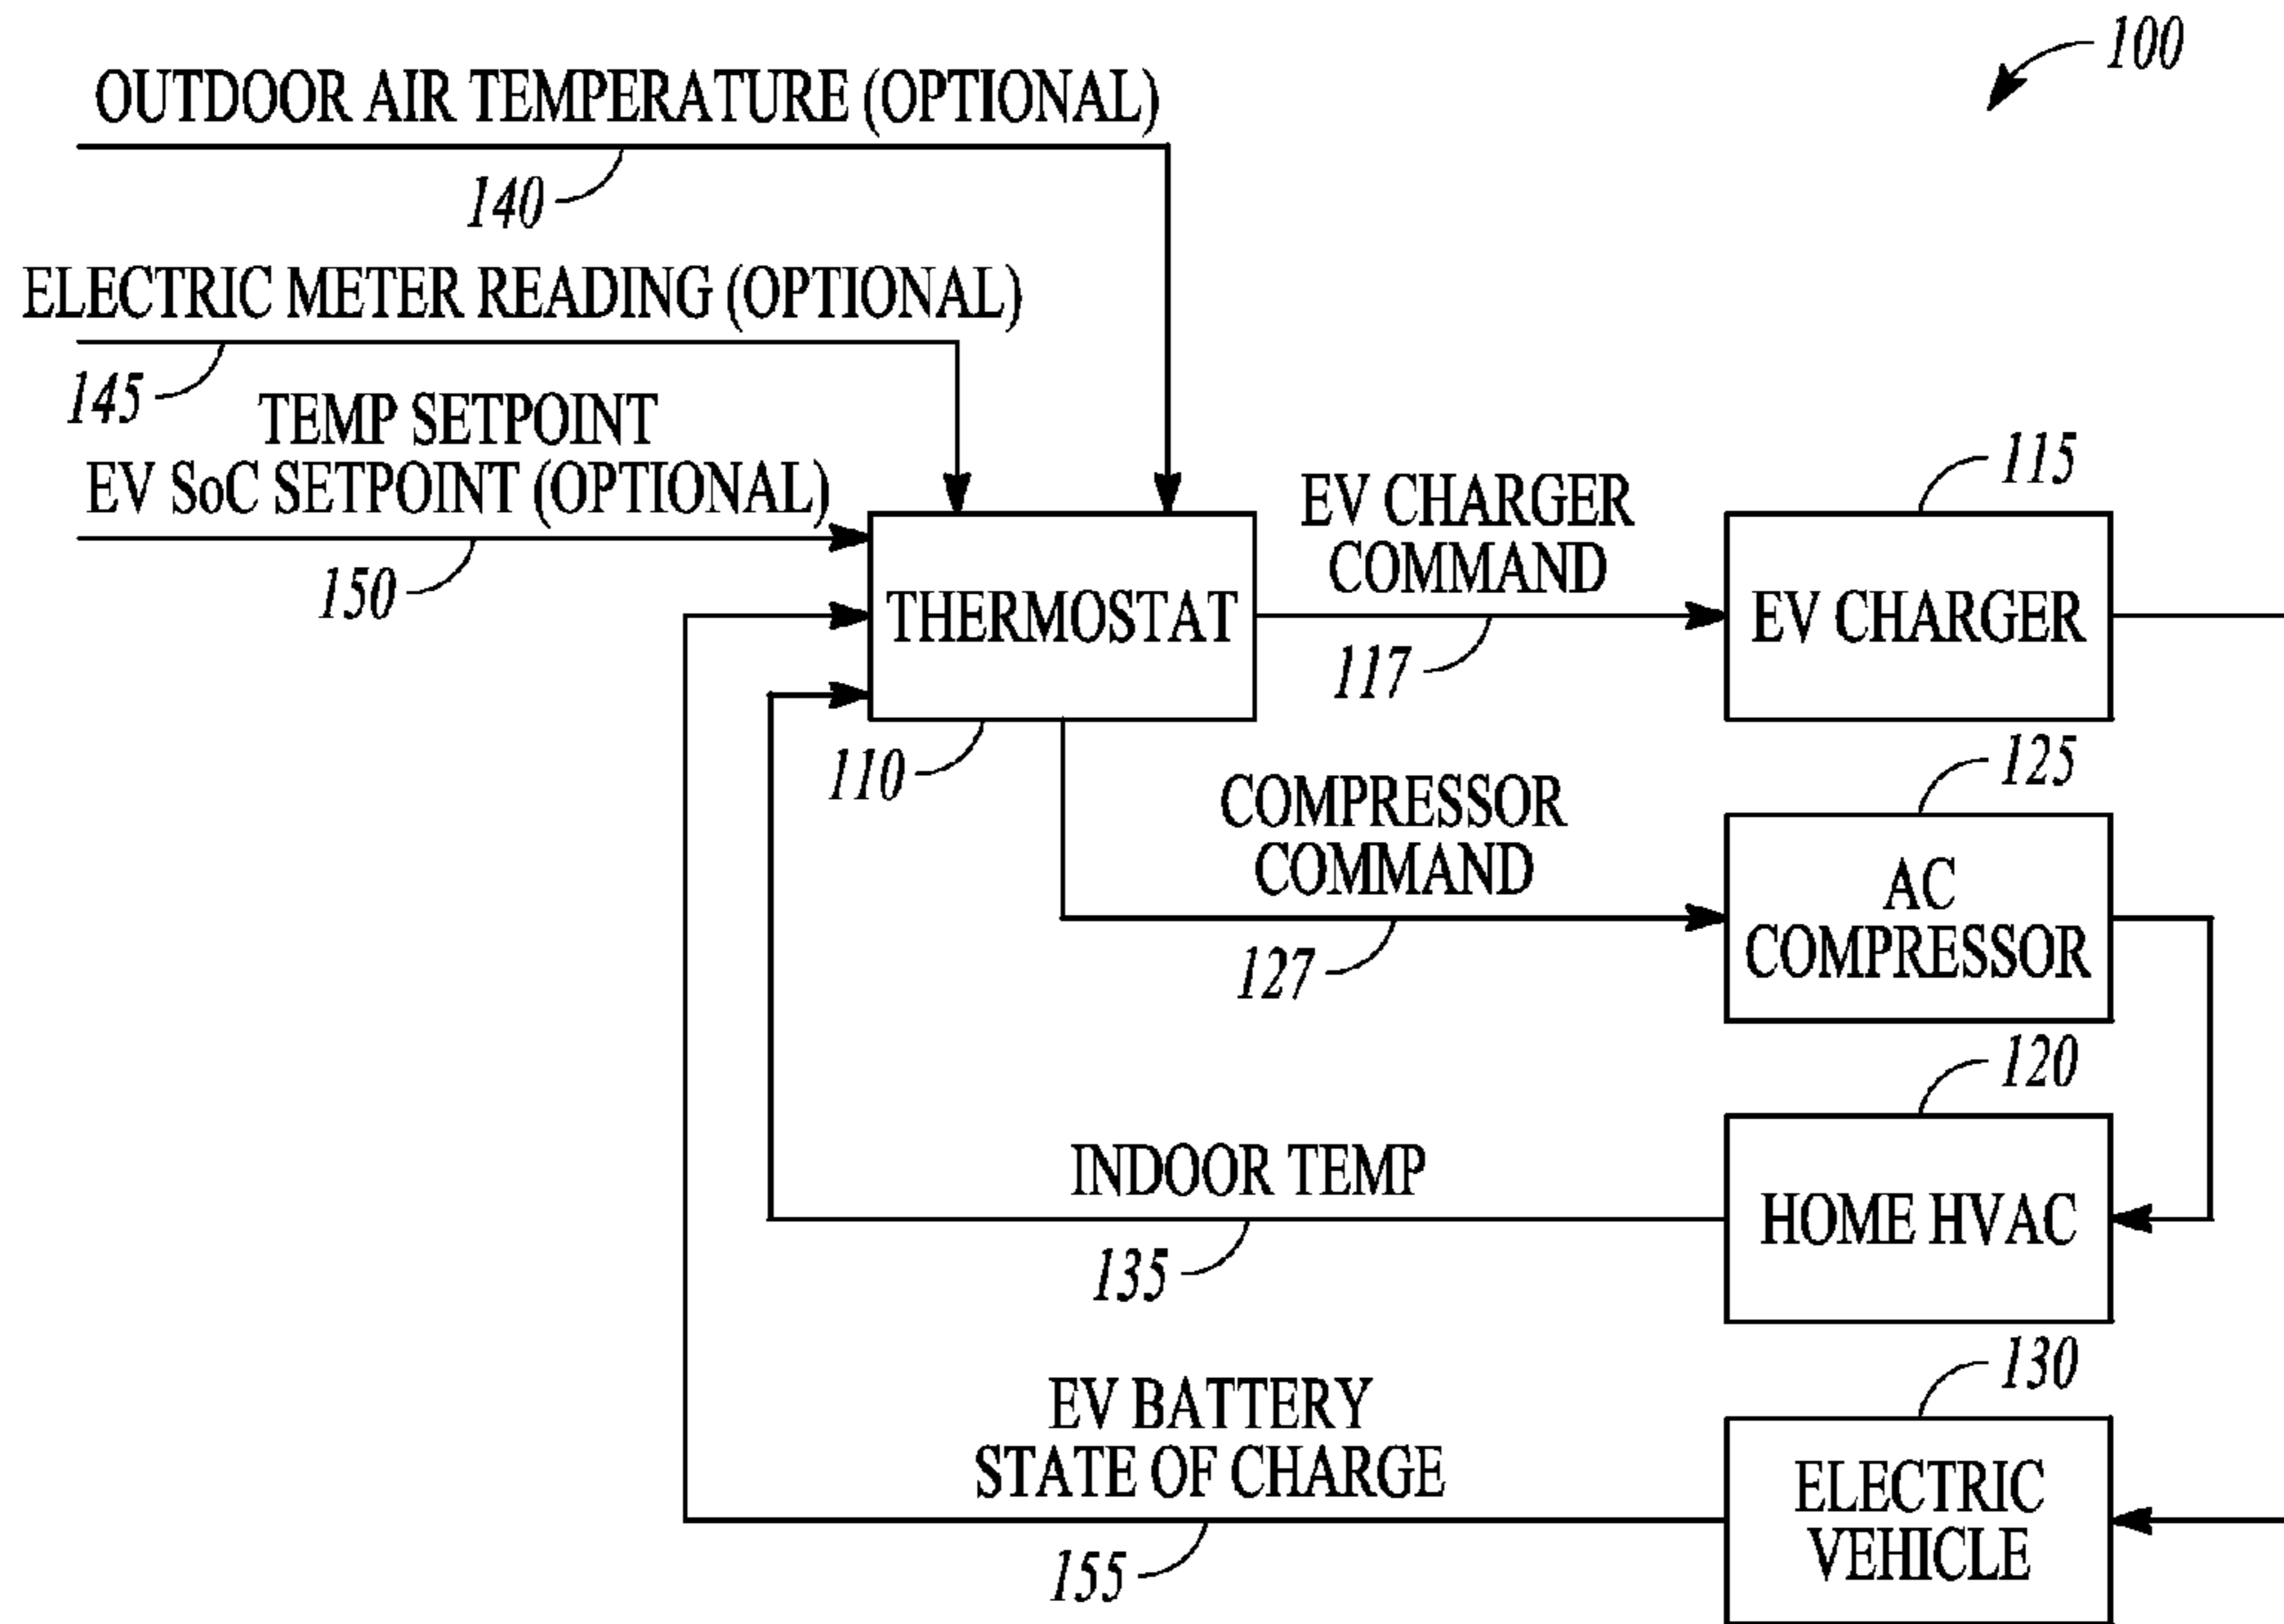 100
OUTDOOR AIR TEMPERATURE (OPTIONAL)
140
ELECTRIC METER READING (OPTIONAL)
145
TEMP SETPOINT
EV SoC SETPOINT (OPTIONAL)
150
THERMOSTAT
110
EV CHARGER
COMMAND
117
115
EV CHARGER
COMPRESSOR
COMMAND
127
125
AC
COMPRESSOR
120
HOME HVAC
INDOOR TEMP
135
130
ELECTRIC
VEHICLE
EV BATTERY
STATE OF CHARGE
155